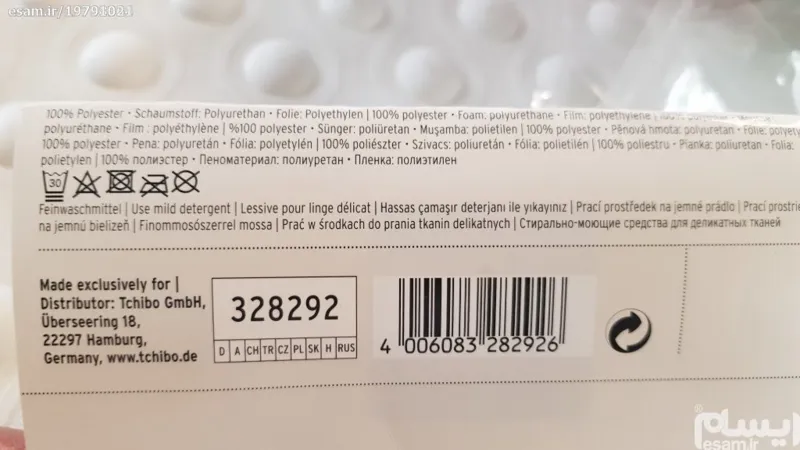 esam.ir/19791021
100% Polyester • Schaumstoff: Polyurethan • Folie: Polyethylen | 100% polyester • Foam: polyurethane • Film: polyethylene | 100%
polyuréthane • Film : polyéthylène | %100 polyester • Sünger: poliüretan • Muşamba: polietilen | 100% polyester • Pěnová hmota: polyuretan • Fólie:
100% polyester • Pena: polyuretán • Fólia: polyetylén | 100% poliészter • Szivacs: poliuretán • Fólia: polietilén | 100% poliestru • Pianka: poliuretan • Folia:
polietylen | 100% полиэстер • Пеноматериал: полиуретан • Пленка: полиэтилен
30
Feinwaschmittel | Use mild detergent | Lessive pour linge délicat | Hassas çamaşır deterjanı ile yıkayınız | Prací prostředek na jemné prádlo | Prací
na jemnú bielizeň | Finommosószerrel mossa | Prać w środkach do prania tkanin delikatnych | Стирально-моющие средства для деликатных тканей
Made exclusively for |
Distributor: Tchibo GmbH,
Überseering 18,
22297 Hamburg,
Germany, www.tchibo.de
328292
D A CH TR CZ PL SK H RUS
4 006083 282926
ایسام
esam.ir